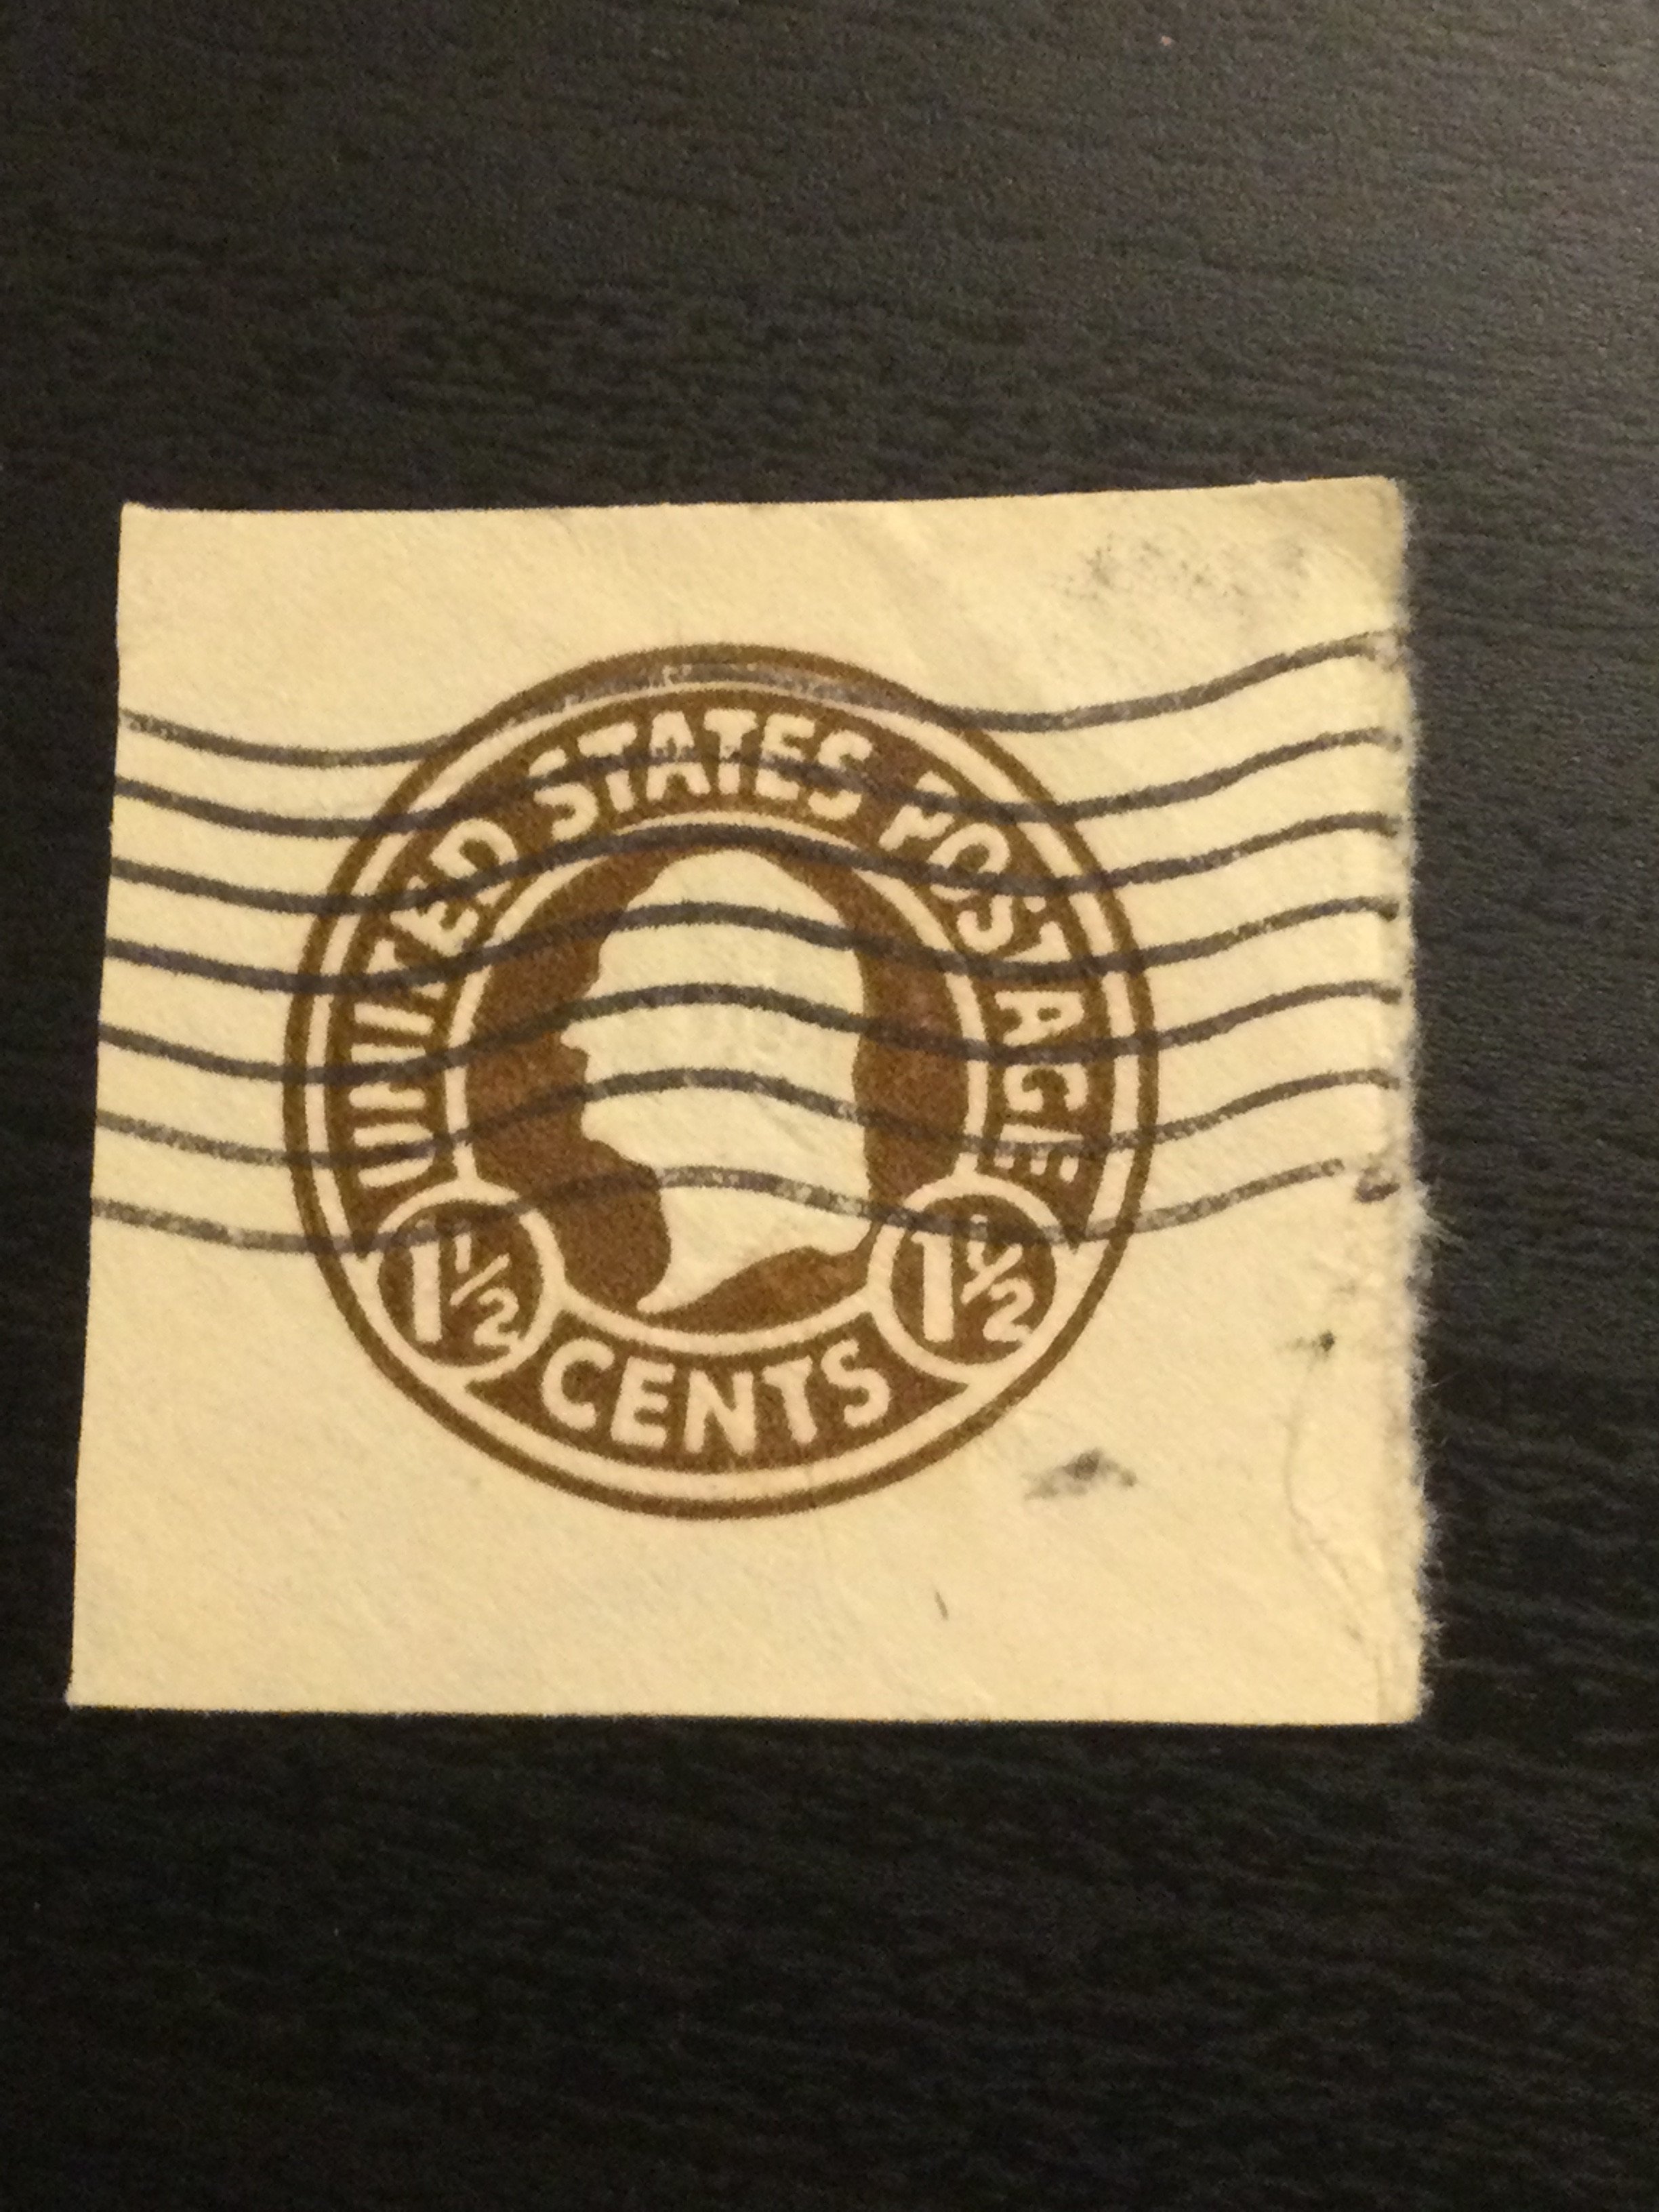 UNITED STATES POSTAGE
1½ 1½
CENTS